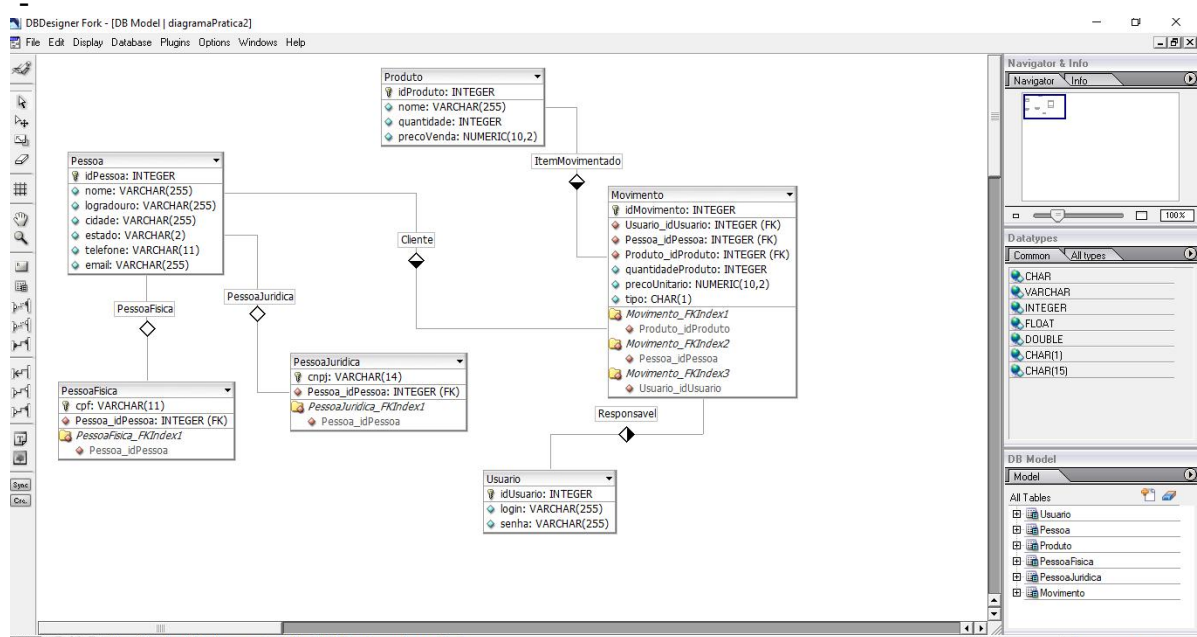 DBDesigner Fork - [DB Model | diagramaPratica2]
File Edit Display Database Plugins Options Windows Help
Produto
idProduto: INTEGER
nome: VARCHAR(255)
quantidade: INTEGER
precoVenda: NUMERIC(10,2)
Pessoa
idPessoa: INTEGER
nome: VARCHAR(255)
logradouro: VARCHAR(255)
cidade: VARCHAR(255)
estado: VARCHAR(2)
telefone: VARCHAR(11)
email: VARCHAR(255)
ItemMovimentado
Movimento
idMovimento: INTEGER
Usuario_idUsuario: INTEGER (FK)
Pessoa_idPessoa: INTEGER (FK)
Produto_idProduto: INTEGER (FK)
quantidadeProduto: INTEGER
precoUnitario: NUMERIC(10,2)
tipo: CHAR(1)
Movimento_FKIndex1
Produto_idProduto
Movimento_FKIndex2
Pessoa_idPessoa
Movimento_FKIndex3
Usuario_idUsuario
Cliente
PessoaFisica
PessoaJuridica
PessoaJuridica
cnpj: VARCHAR(14)
Pessoa_idPessoa: INTEGER (FK)
PessoaJuridica_FKIndex1
Pessoa_idPessoa
PessoaFisica
cpf: VARCHAR(11)
Pessoa_idPessoa: INTEGER (FK)
PessoaFisica_FKIndex1
Pessoa_idPessoa
Responsavel
Usuario
idUsuario: INTEGER
login: VARCHAR(255)
senha: VARCHAR(255)
Sync
Navigator & Info
Navigator Info
100%
Datatypes
Common All types
CHAR
VARCHAR
INTEGER
FLOAT
DOUBLE
CHAR(1)
CHAR(15)
DB Model
Model
All Tables
Usuario
Pessoa
Produto
PessoaFisica
PessoaJuridica
Movimento